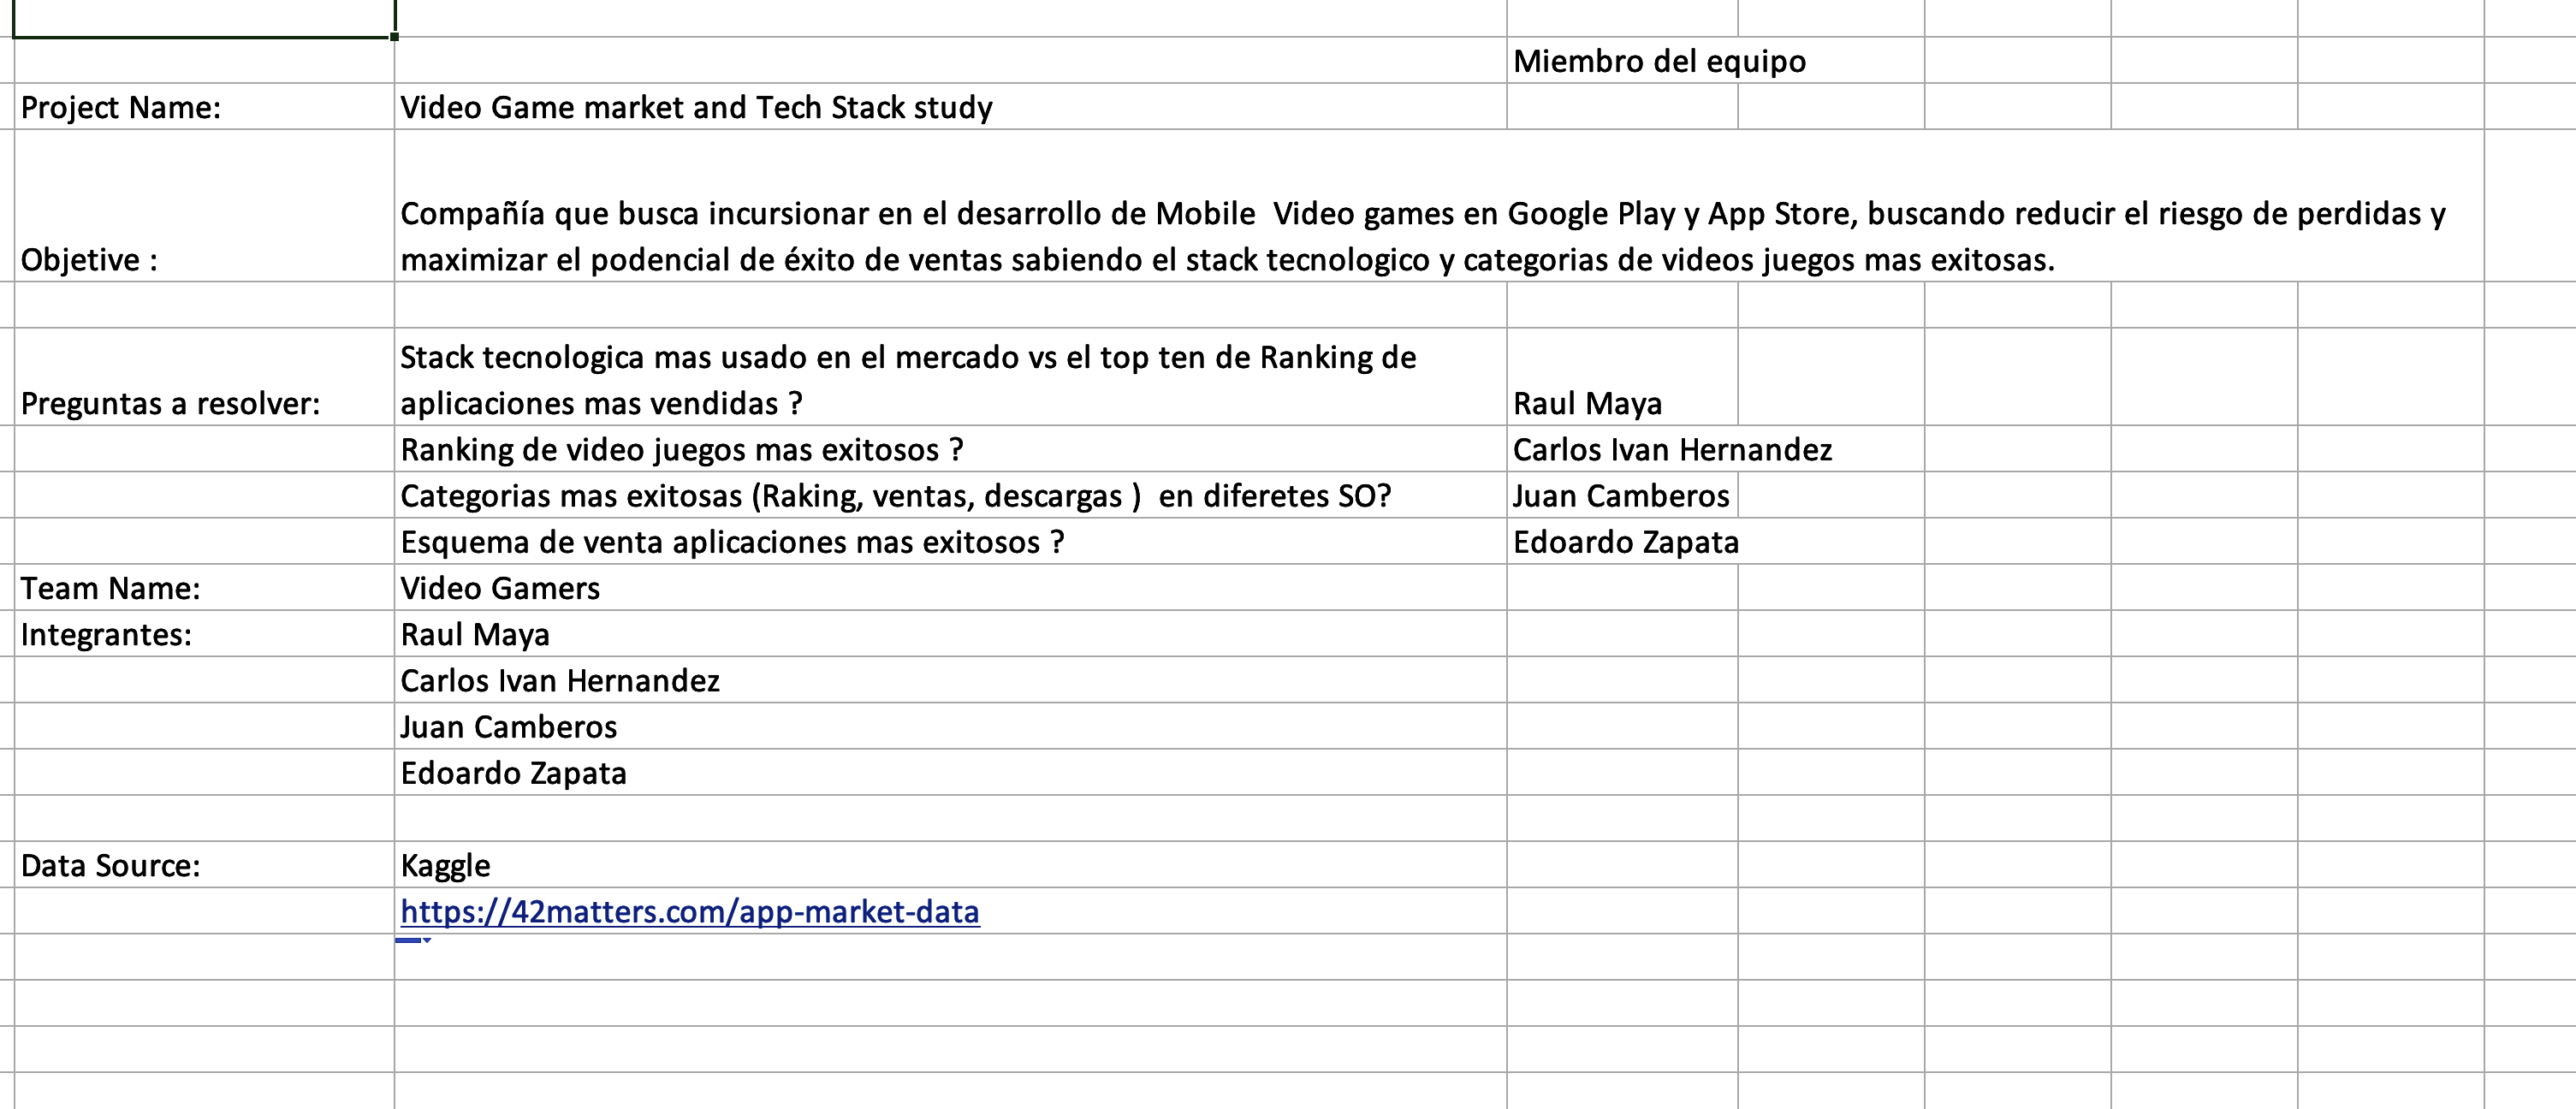 Miembro del equipo
Project Name: Video Game market and Tech Stack study
Compañía que busca incursionar en el desarrollo de Mobile  Video games en Google Play y App Store, buscando reducir el riesgo de perdidas y
Objetive : maximizar el podencial de éxito de ventas sabiendo el stack tecnologico y categorias de videos juegos mas exitosas.
Stack tecnologica mas usado en el mercado vs el top ten de Ranking de
Preguntas a resolver: aplicaciones mas vendidas ? Raul Maya
Ranking de video juegos mas exitosos ? Carlos Ivan Hernandez
Categorias mas exitosas (Raking, ventas, descargas )  en diferetes SO? Juan Camberos
Esquema de venta aplicaciones mas exitosos ? Edoardo Zapata
Team Name: Video Gamers
Integrantes: Raul Maya
Carlos Ivan Hernandez
Juan Camberos
Edoardo Zapata
Data Source: Kaggle
https://42matters.com/app-market-data